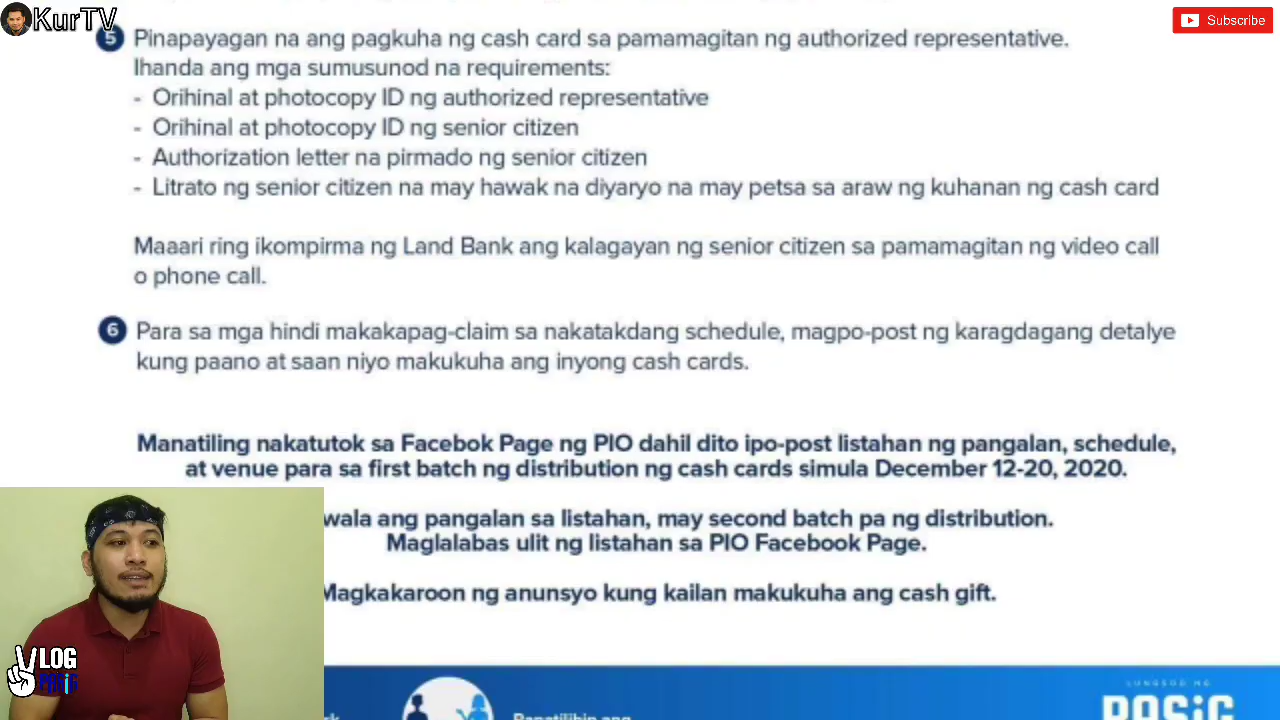 KurTV
Subscribe
5 Pinapayagan na ang pagkuha ng cash card sa pamamagitan ng authorized representative.
Ihanda ang mga sumusunod na requirements:
- Orihinal at photocopy ID ng authorized representative
- Orihinal at photocopy ID ng senior citizen
- Authorization letter na pirmado ng senior citizen
- Litrato ng senior citizen na may hawak na diyaryo na may petsa sa araw ng kuhanan ng cash card
Maaari ring ikompirma ng Land Bank ang kalagayan ng senior citizen sa pamamagitan ng video call
o phone call.
6 Para sa mga hindi makakapag-claim sa nakatakdang schedule, magpo-post ng karagdagang detalye
kung paano at saan niyo makukuha ang inyong cash cards.
Manatiling nakatutok sa Facebok Page ng PIO dahil dito ipo-post listahan ng pangalan, schedule,
at venue para sa first batch ng distribution ng cash cards simula December 12-20, 2020.
wala ang pangalan sa listahan, may second batch pa ng distribution.
Maglalabas ulit ng listahan sa PIO Facebook Page.
Magkakaroon ng anunsyo kung kailan makukuha ang cash gift.
VLOG
PASIG
LUNGSOD NG
PASiG